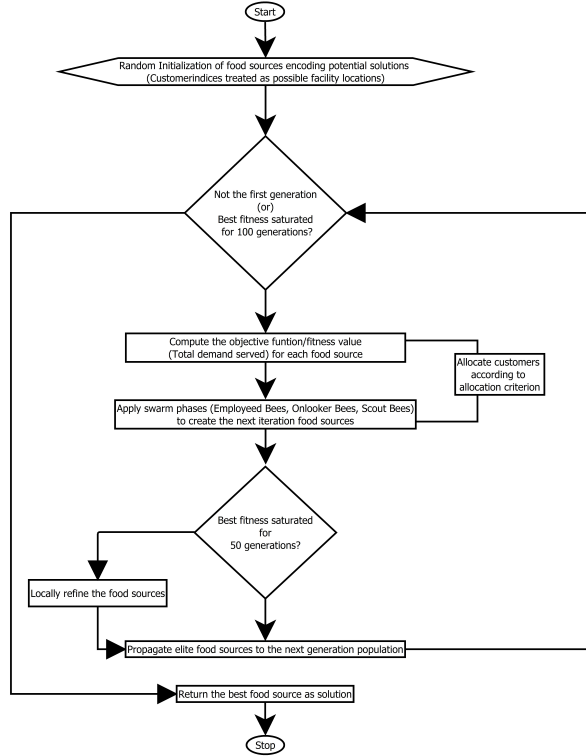 Start
Random Initialization of food sources encoding potential solutions
(Customerindices treated as possible facility locations)
Not the first generation
(or)
Best fitness saturated
for 100 generations?
Compute the objective funtion/fitness value
(Total demand served) for each food source
Allocate customers
according to
allocation criterion
Apply swarm phases (Employeed Bees, Onlooker Bees, Scout Bees)
to create the next iteration food sources
Best fitness saturated
for
50 generations?
Locally refine the food sources
Propagate elite food sources to the next generation population
Return the best food source as solution
Stop